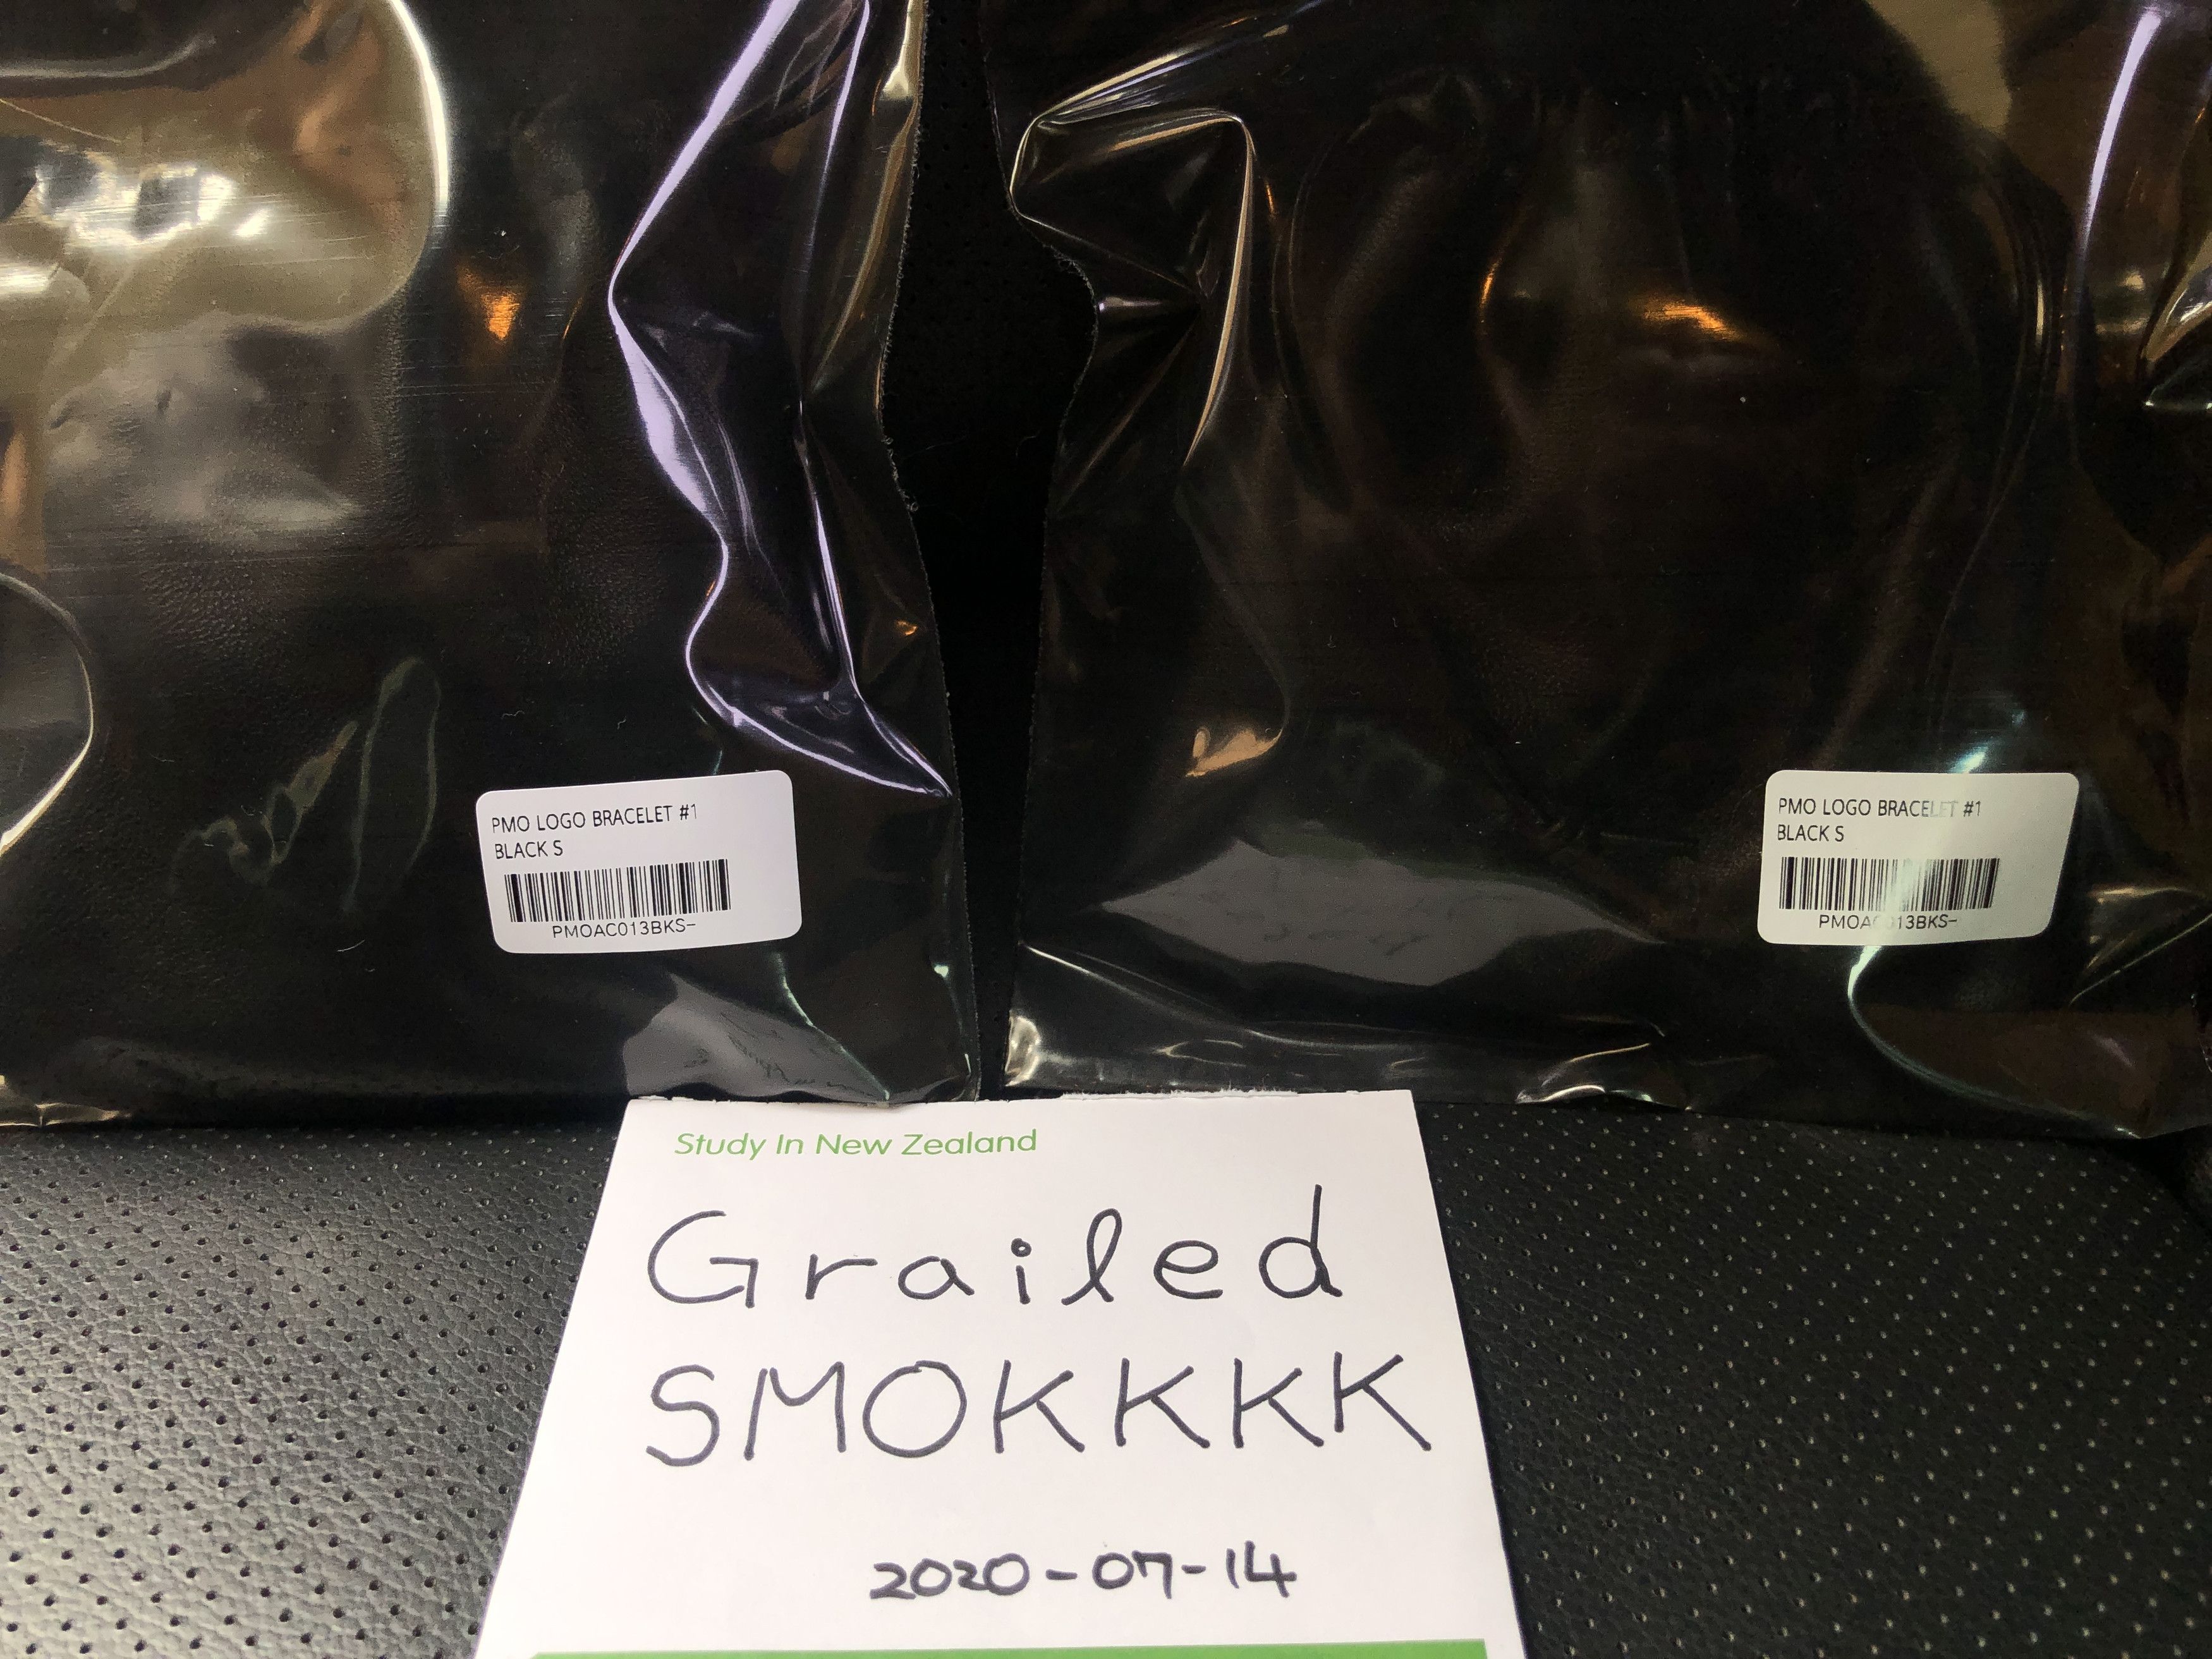 PMO LOGO BRACELET #1
BLACK S
PMOAC013BKS-
PMO LOGO BRACELET #1
BLACK S
PMOAC013BKS-
Study In New Zealand
Grailed
SMOKKKK
2020-07-14